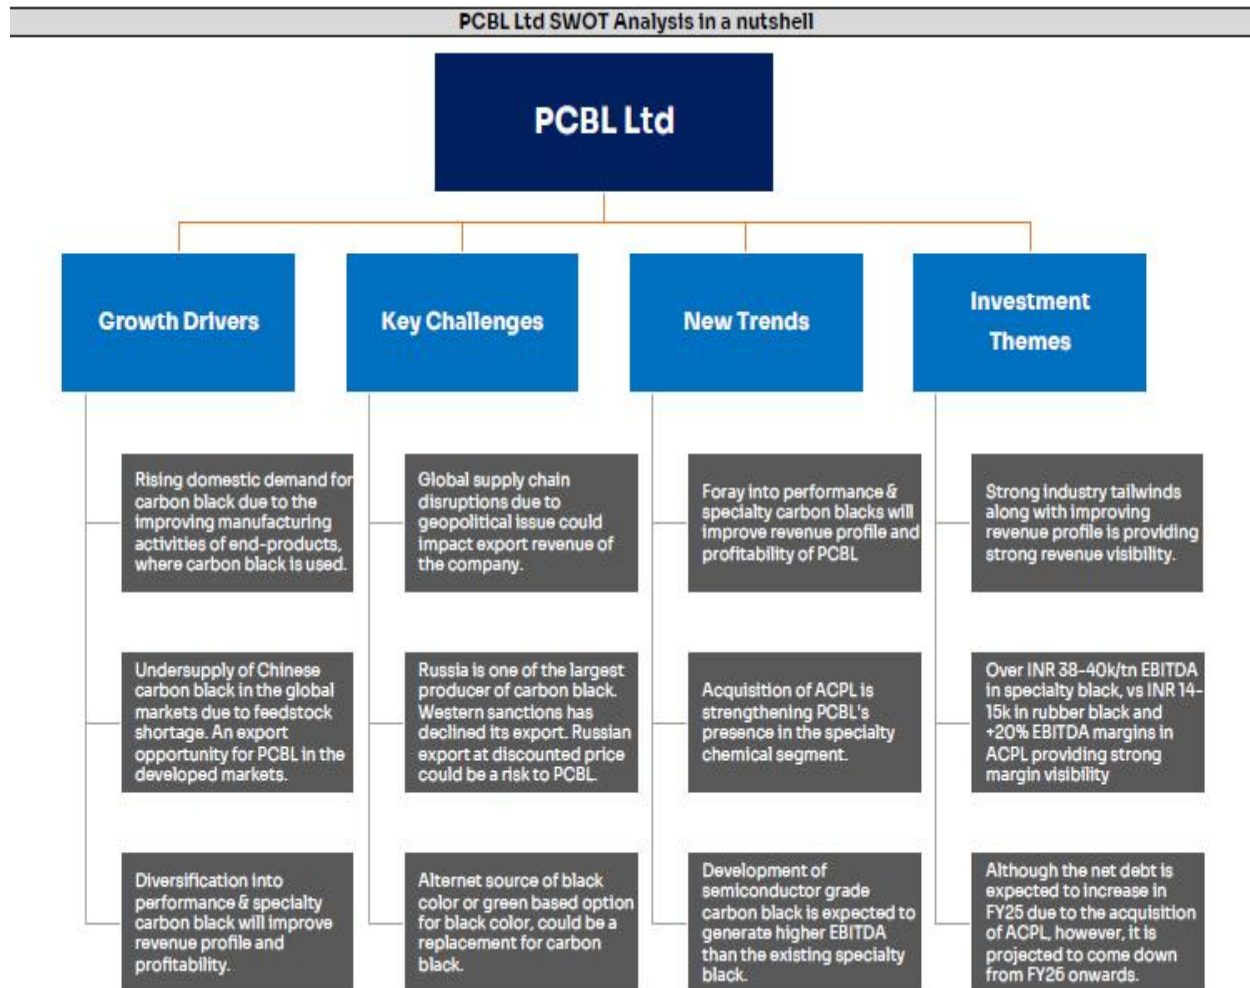 PCBL Ltd SWOT Analysis in a nutshell
PCBL Ltd
Growth Drivers
Key Challenges
New Trends
Investment
Themes
Rising domestic demand for
carbon black due to the
improving manufacturing
activities of end-products,
where carbon black is used.
Global supply chain
disruptions due to
geopolitical issue could
impact export revenue of
the company.
Foray into performance &
specialty carbon blacks will
improve revenue profile and
profitability of PCBL
Strong industry tailwinds
along with improving
revenue profile is providing
strong revenue visibility.
Undersupply of Chinese
carbon black in the global
markets due to feedstock
shortage. An export
opportunity for PCBL in the
developed markets.
Russia is one of the largest
producer of carbon black.
Western sanctions has
declined its export. Russian
export at discounted price
could be a risk to PCBL.
Acquisition of ACPL is
strengthening PCBL's
presence in the specialty
chemical segment.
Over INR 38-40k/tn EBITDA
in specialty black, vs INR 14-
15k in rubber black and
+20% EBITDA margins in
ACPL providing strong
margin visibility
Diversification into
performance & specialty
carbon black will improve
revenue profile and
profitability.
Alternet source of black
color or green based option
for black color, could be a
replacement for carbon
black.
Development of
semiconductor grade
carbon black is expected to
generate higher EBITDA
than the existing specialty
black.
Although the net debt is
expected to increase in
FY25 due to the acquisition
of ACPL, however, it is
projected to come down
from FY26 onwards.